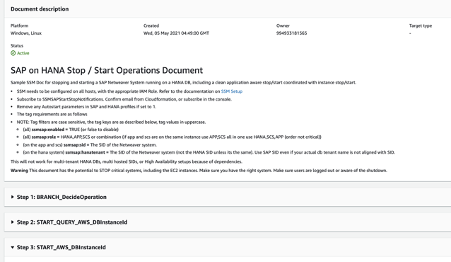 Document description
Platform Created Owner Target type
Windows, Linux Wed, 05 May 2021 04:49:00 GMT 994933181565 -
Status
Active
SAP on HANA Stop / Start Operations Document
Sample SSM Doc for stopping and starting a SAP Netweaver System running on a HANA DB, including a clean application aware stop/start coordinated with instance stop/start.
SSM needs to be configured on all hosts, with the appropriate IAM Role. Refer to the documentation on SSM Setup
Subscribe to SSMSAPStartStopNotifications, Confirm email from Cloudformation, or subscribe in the console.
Remove any Autostart parameters in SAP and HANA profiles if set to 1
The tag requirements are as follows
NOTE: Tag filters are case sensitive, the tag keys are as described below, tag values in uppercase.
(all) ssmsap:enabled = TRUE (or false to disable)
(all) ssmsap:role = HANA,APP,SCS or combination (if app and scs are on the same instance use APP,SCS all in one use HANA,SCS,APP (order not critical))
(on the app and scs) ssmsap:sid = The SID of the Netweaver system.
(on the hana system) ssmsap:hanatenant = The SID of the Netweaver system (not the HANA SID unless its the same). Use SAP SID even if your actual db tenant name is not aligned with SID.
This will not work for multi-tenant HANA DBs, multi hosted SIDs, or High Availability setups because of dependencies.
Warning This document has the potential to STOP critical systems, including the EC2 instances. Make sure you have the right system. Make sure users are logged out or aware of the shutdown.
Step 1: BRANCH_DecideOperation
Step 2: START_QUERY_AWS_DBInstanceId
Step 3: START_AWS_DBInstanceId